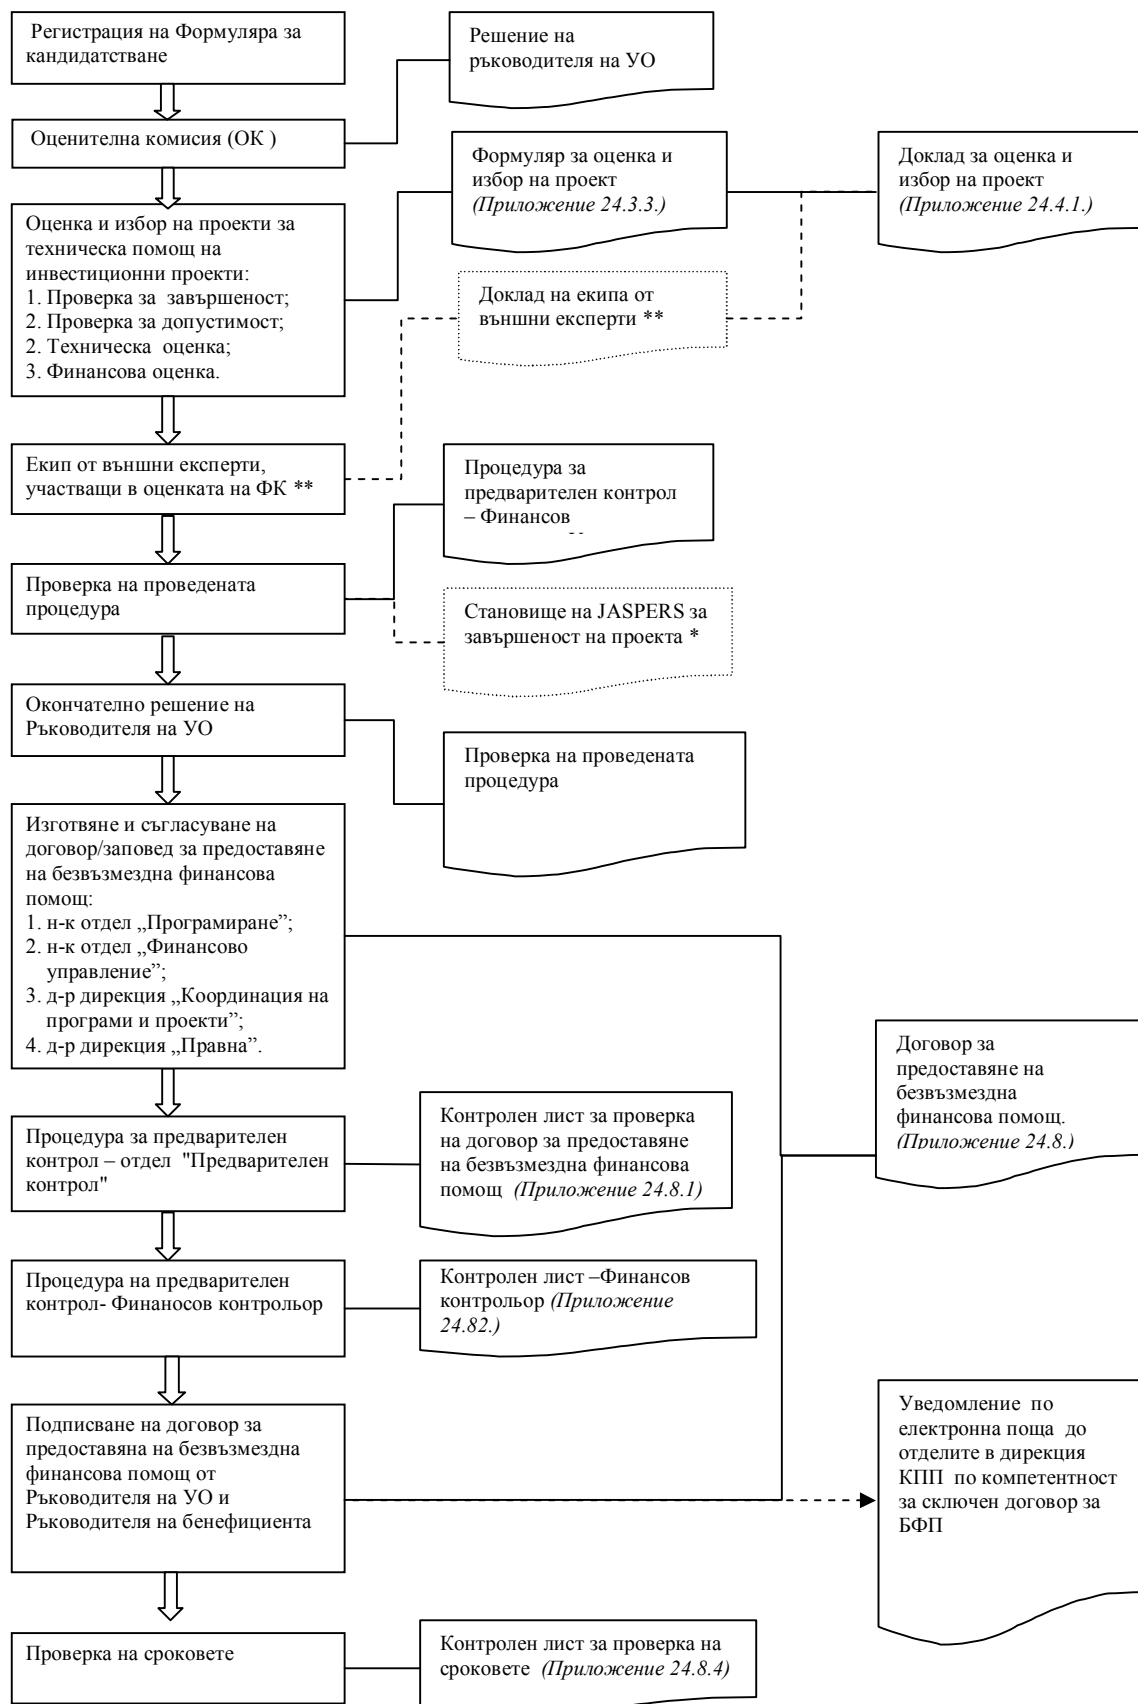 Регистрация на Формуляра за
кандидатстване
Решение на
ръководителя на УО
Оценителна комисия (ОК )
Формуляр за оценка и
избор на проект
(Приложение 24.3.3.)
Доклад за оценка и
избор на проект
(Приложение 24.4.1.)
Оценка и избор на проекти за
техническа помощ на
инвестиционни проекти:
1. Проверка за завършеност;
2. Проверка за допустимост;
2. Техническа оценка;
3. Финансова оценка.
Доклад на екипа от
външни експерти **
Екип от външни експерти,
участващи в оценката на ФК **
Процедура за
предварителен контрол
– Финансов
Проверка на проведената
процедура
Становище на JASPERS за
завършеност на проекта *
Окончателно решение на
Ръководителя на УО
Проверка на проведената
процедура
Изготвяне и съгласуване на
договор/заповед за предоставяне
на безвъзмездна финансова
помощ:
1. н-к отдел „Програмиране”;
2. н-к отдел „Финансово
управление”;
3. д-р дирекция „Координация на
програми и проекти”;
4. д-р дирекция „Правна”.
Договор за
предоставяне на
безвъзмездна
финансова помощ.
(Приложение 24.8.)
Процедура за предварителен
контрол – отдел "Предварителен
контрол"
Контролен лист за проверка
на договор за предоставяне
на безвъзмездна финансова
помощ (Приложение 24.8.1)
Процедура на предварителен
контрол- Финаносов контрольор
Контролен лист –Финансов
контрольор (Приложение
24.82.)
Подписване на договор за
предоставяна на безвъзмездна
финансова помощ от
Ръководителя на УО и
Ръководителя на бенефициента
Уведомление по
електронна поща до
отделите в дирекция
КПП по компетентност
за сключен договор за
БФП
Проверка на сроковете
Контролен лист за проверка на
сроковете (Приложение 24.8.4)